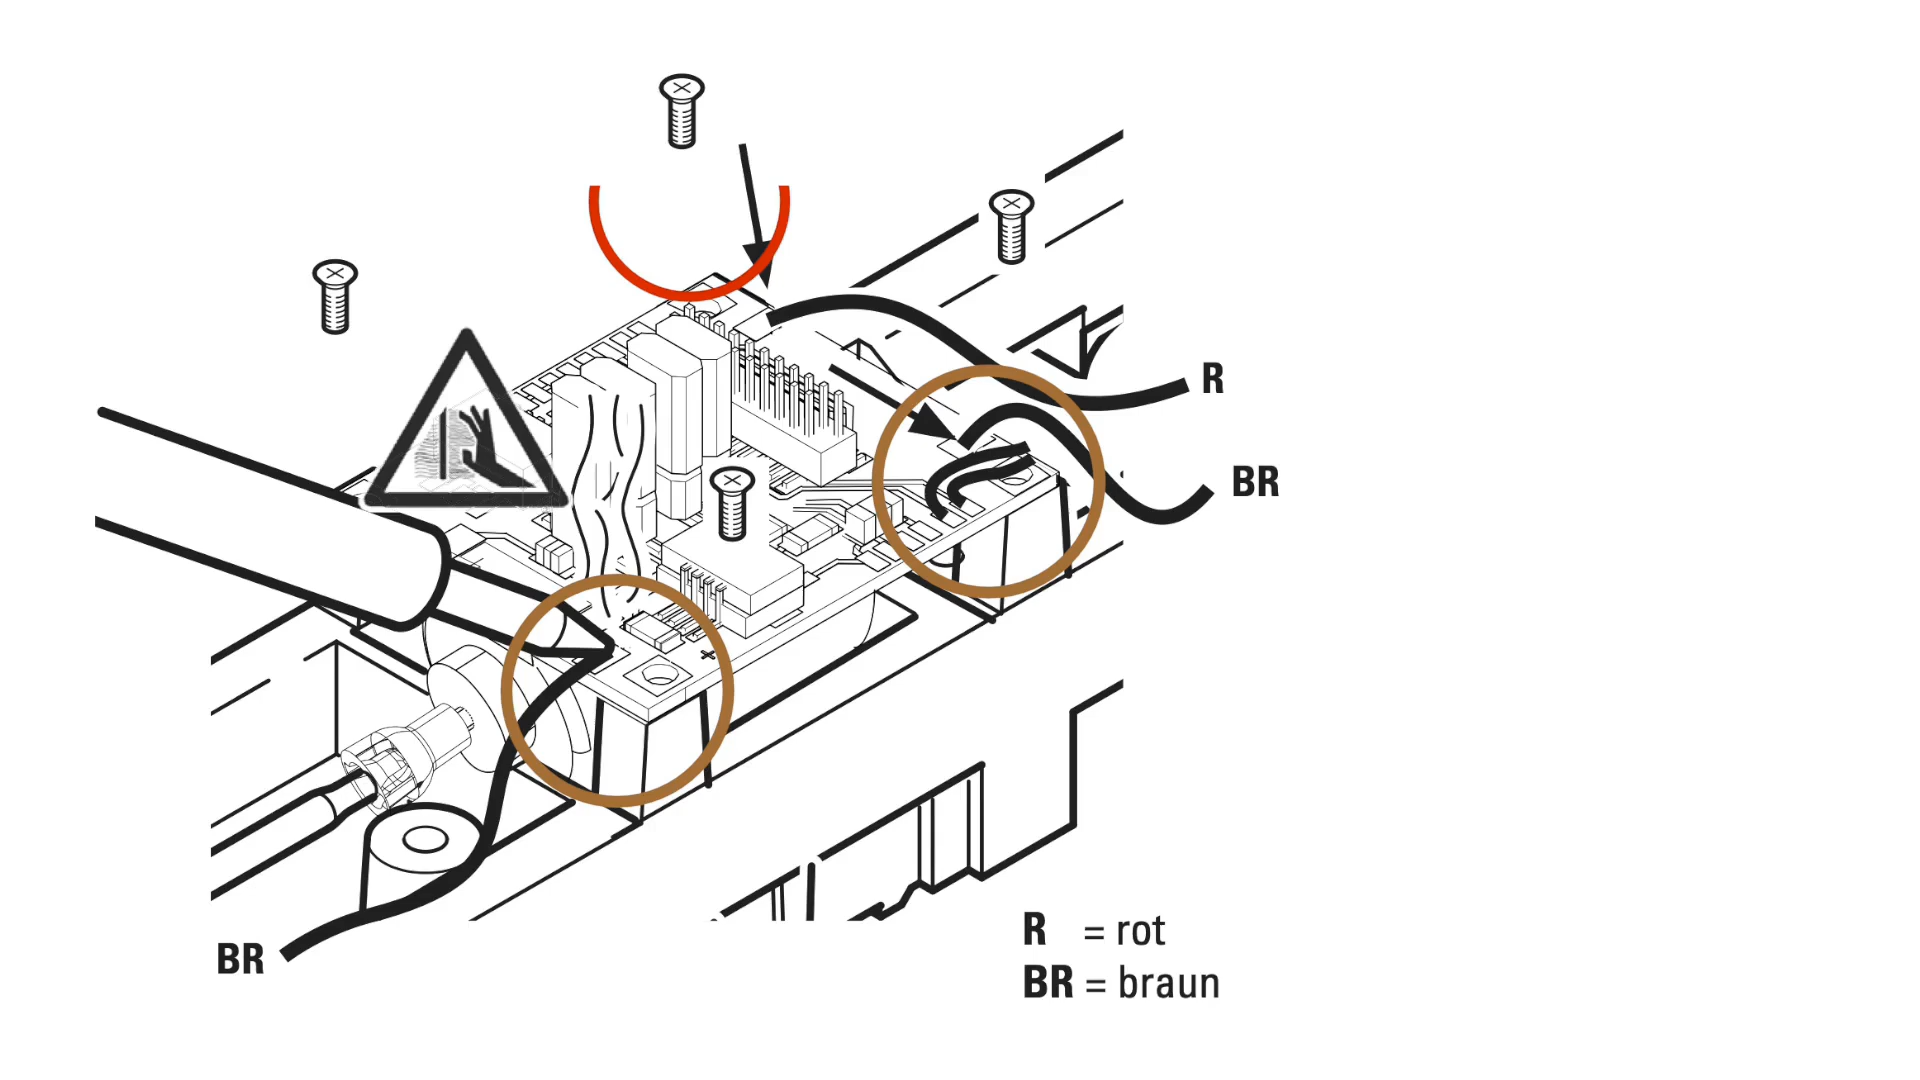 R
BR
BR
R = rot
BR = braun